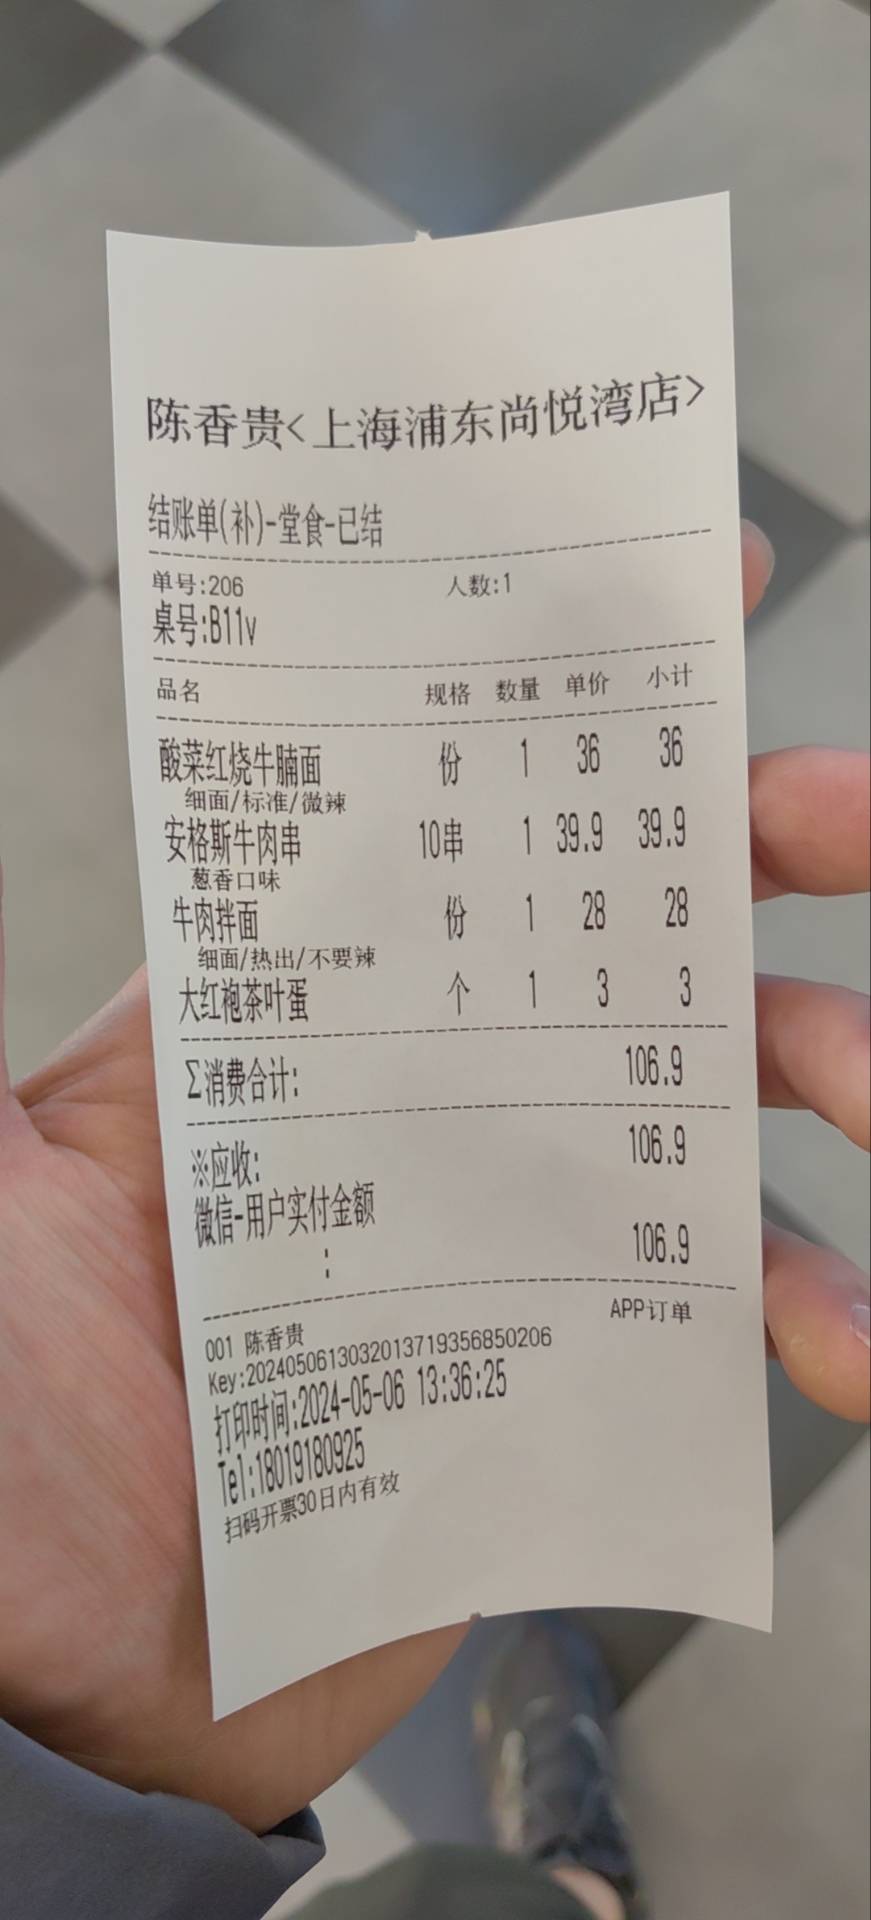 陈香贵<上海浦东尚悦湾店>
结账单(补)-堂食-已结
单号:206 人数:1
桌号:B11v
品名 规格 数量 单价 小计
酸菜红烧牛腩面 份 1 36 36
细面/标准/微辣
安格斯牛肉串 10串 1 39.9 39.9
葱香口味
牛肉拌面 份 1 28 28
细面/热出/不要辣
大红袍茶叶蛋 个 1 3 3
∑消费合计: 106.9
※应收: 106.9
微信-用户实付金额
: 106.9
001 陈香贵 APP订单
Key:2024050613032013719356850206
打印时间:2024-05-06 13:36:25
Tel:18019180925
扫码开票30日内有效